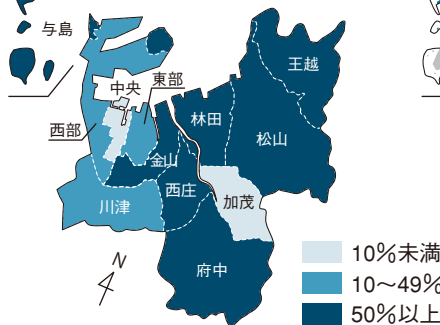 与島
王越
中央
東部
林田
西部
松山
金山
西庄
川津
加茂
府中
N
10%未満
10〜49%
50%以上